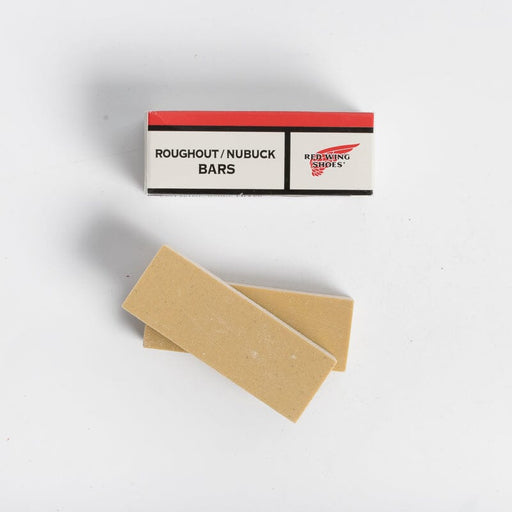 ROUGHOUT / NUBUCK
BARS
RED WING
SHOES